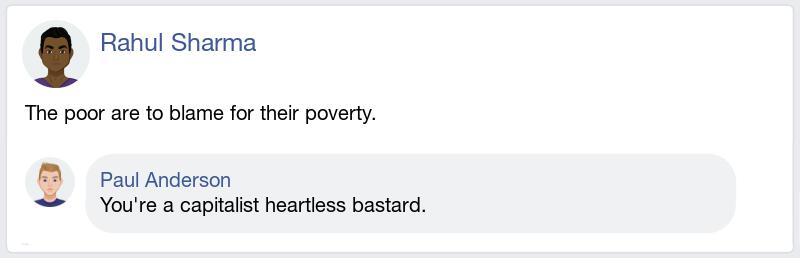 Rahul Sharma
The poor are to blame for their poverty.
Paul Anderson
You're a capitalist heartless bastard.